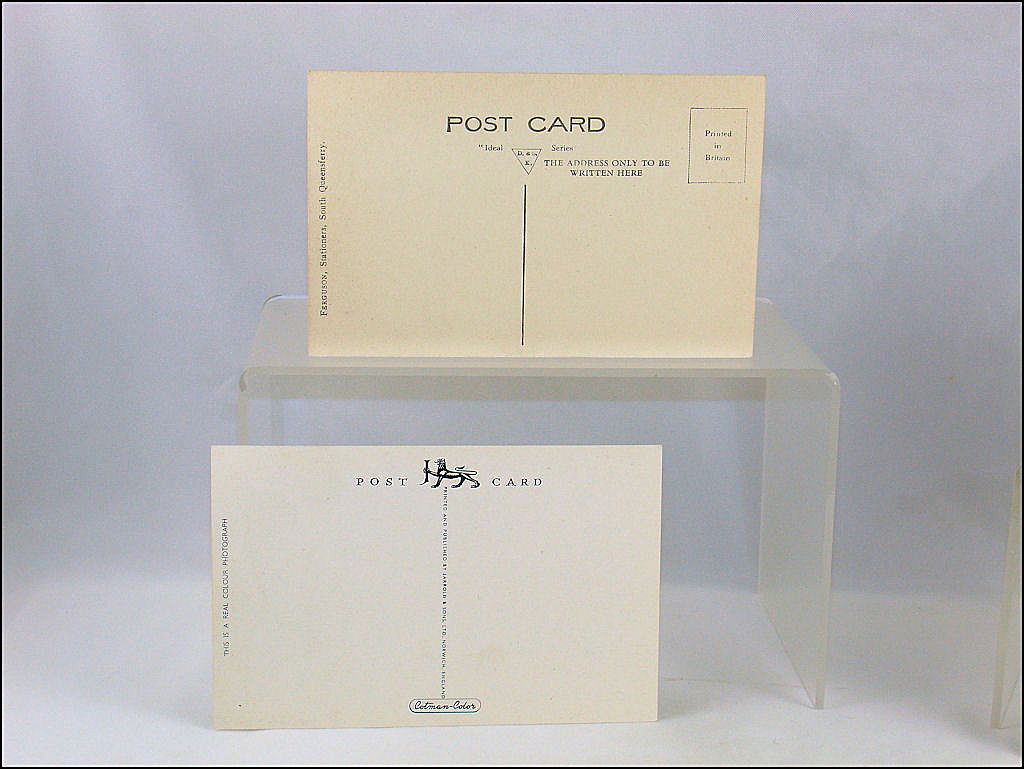 POST CARD
"Ideal Series"
D. & S. K.
THE ADDRESS ONLY TO BE
WRITTEN HERE
Printed
in
Britain
FERGUSON, Stationers, South Queensferry.
POST CARD
THIS IS A REAL COLOUR PHOTOGRAPH
PRINTED AND PUBLISHED BY JARROLD & SONS, LTD, NORWICH, ENGLAND
Cotman-Color